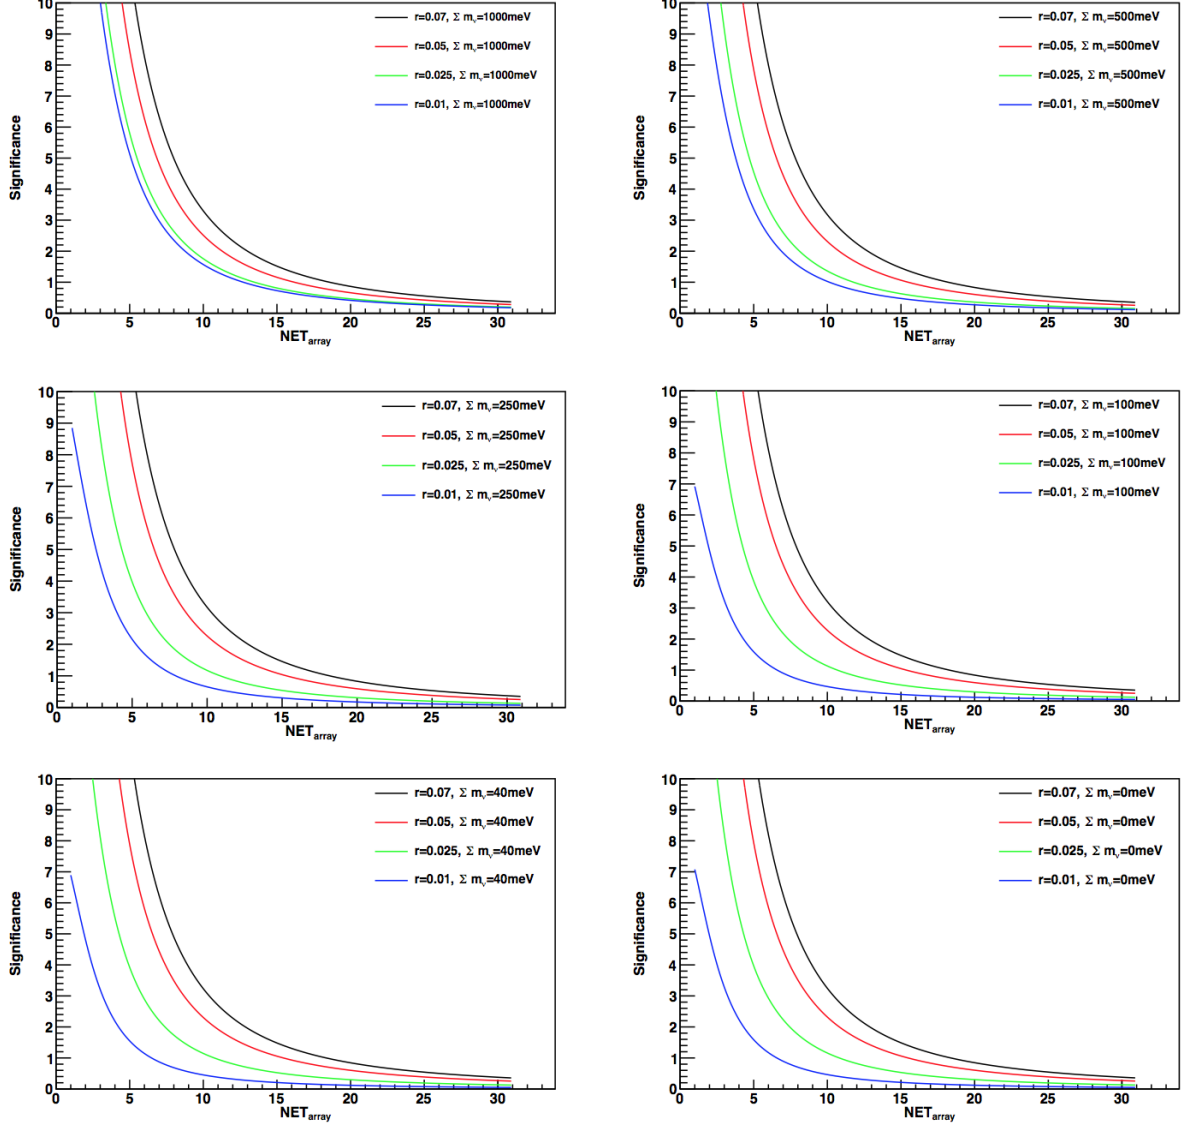 10
9
8
7
6
5
4
3
2
1
0
Significance
r=0.07, Σ mν=1000meV
r=0.05, Σ mν=1000meV
r=0.025, Σ mν=1000meV
r=0.01, Σ mν=1000meV
0 5 10 15 20 25 30
NETarray
10
9
8
7
6
5
4
3
2
1
0
Significance
r=0.07, Σ mν=500meV
r=0.05, Σ mν=500meV
r=0.025, Σ mν=500meV
r=0.01, Σ mν=500meV
0 5 10 15 20 25 30
NETarray
10
9
8
7
6
5
4
3
2
1
0
Significance
r=0.07, Σ mν=250meV
r=0.05, Σ mν=250meV
r=0.025, Σ mν=250meV
r=0.01, Σ mν=250meV
0 5 10 15 20 25 30
NETarray
10
9
8
7
6
5
4
3
2
1
0
Significance
r=0.07, Σ mν=100meV
r=0.05, Σ mν=100meV
r=0.025, Σ mν=100meV
r=0.01, Σ mν=100meV
0 5 10 15 20 25 30
NETarray
10
9
8
7
6
5
4
3
2
1
0
Significance
r=0.07, Σ mν=40meV
r=0.05, Σ mν=40meV
r=0.025, Σ mν=40meV
r=0.01, Σ mν=40meV
0 5 10 15 20 25 30
NETarray
10
9
8
7
6
5
4
3
2
1
0
Significance
r=0.07, Σ mν=0meV
r=0.05, Σ mν=0meV
r=0.025, Σ mν=0meV
r=0.01, Σ mν=0meV
0 5 10 15 20 25 30
NETarray